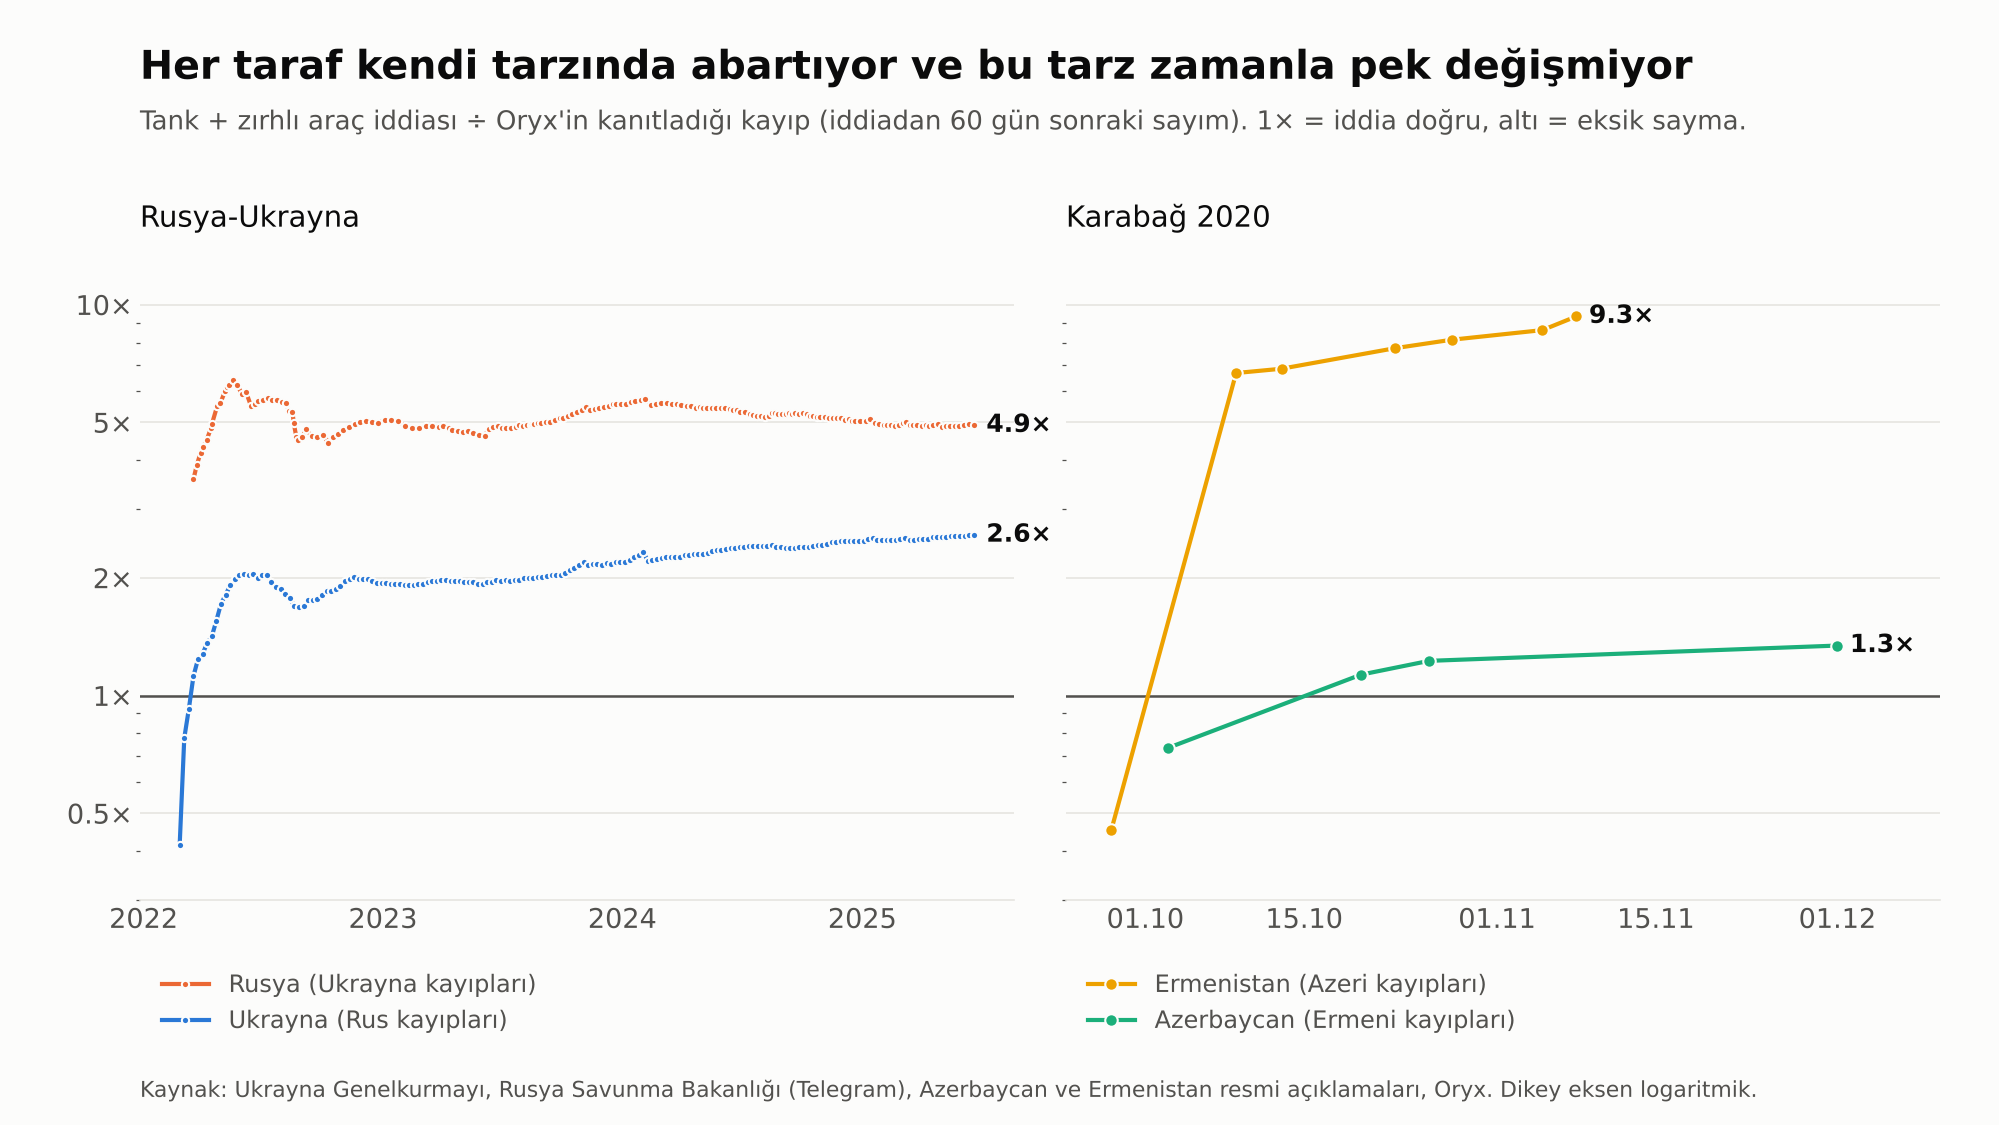 Her taraf kendi tarzında abartıyor ve bu tarz zamanla pek değişmiyor
Tank + zırhlı araç iddiası ÷ Oryx'in kanıtladığı kayıp (iddiadan 60 gün sonraki sayım). 1× = iddia doğru, altı = eksik sayma.
Rusya-Ukrayna
10×
5×
2×
1×
0.5×
4.9×
2.6×
2022 2023 2024 2025
Rusya (Ukrayna kayıpları)
Ukrayna (Rus kayıpları)
Karabağ 2020
9.3×
1.3×
01.10 15.10 01.11 15.11 01.12
Ermenistan (Azeri kayıpları)
Azerbaycan (Ermeni kayıpları)
Kaynak: Ukrayna Genelkurmayı, Rusya Savunma Bakanlığı (Telegram), Azerbaycan ve Ermenistan resmi açıklamaları, Oryx. Dikey eksen logaritmik.